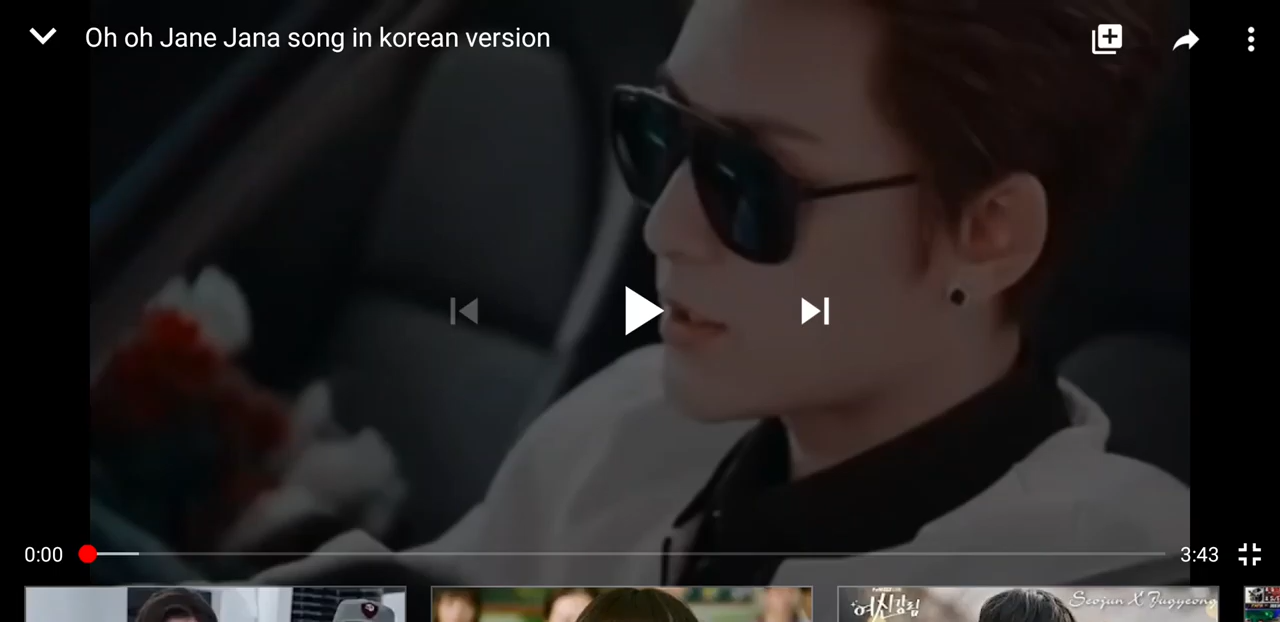 Oh oh Jane Jana song in korean version
0:00
3:43
여신강림
Seojun X Jugyeong